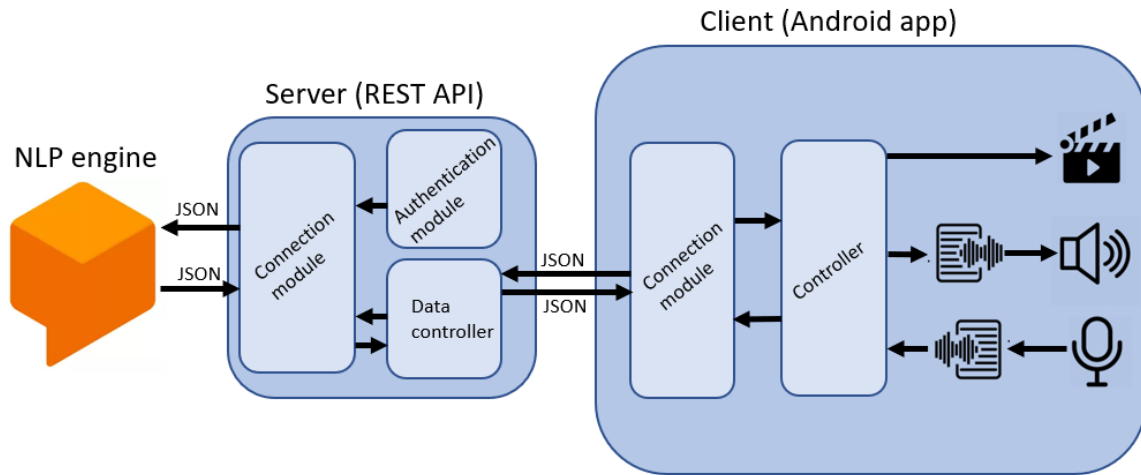 Client (Android app)
Server (REST API)
NLP engine
JSON
JSON
Connection
module
Authentication
module
Data
controller
JSON
JSON
Connection
module
Controller